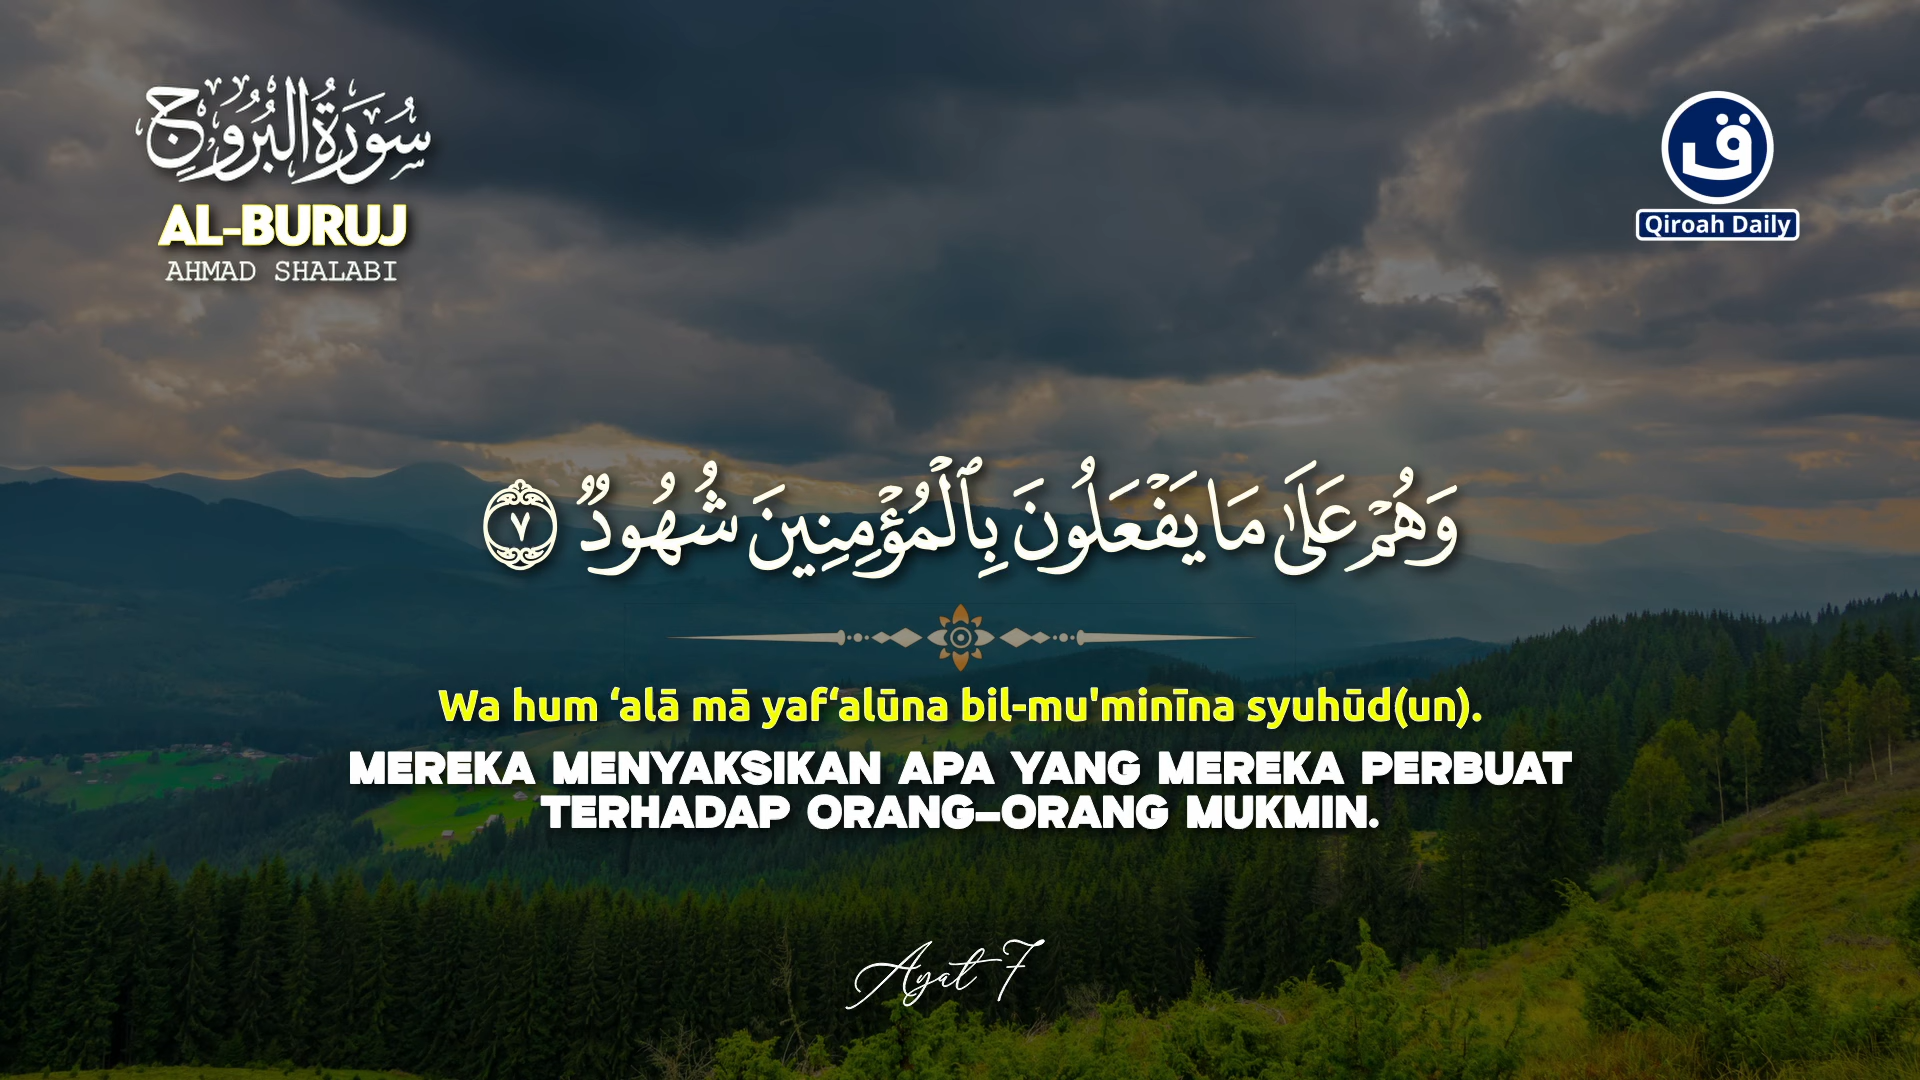 سُورَةُ البُرُوجِ
AL-BURUJ
AHMAD SHALABI
ق
Qiroah Daily
وَهُمْ عَلَىٰ مَا يَفْعَلُونَ بِٱلْمُؤْمِنِينَ شُهُودٌ ٧
Wa hum ‘alā mā yaf‘alūna bil-mu'minīna syuhūd(un).
MEREKA MENYAKSIKAN APA YANG MEREKA PERBUAT
TERHADAP ORANG-ORANG MUKMIN.
Ayat 7